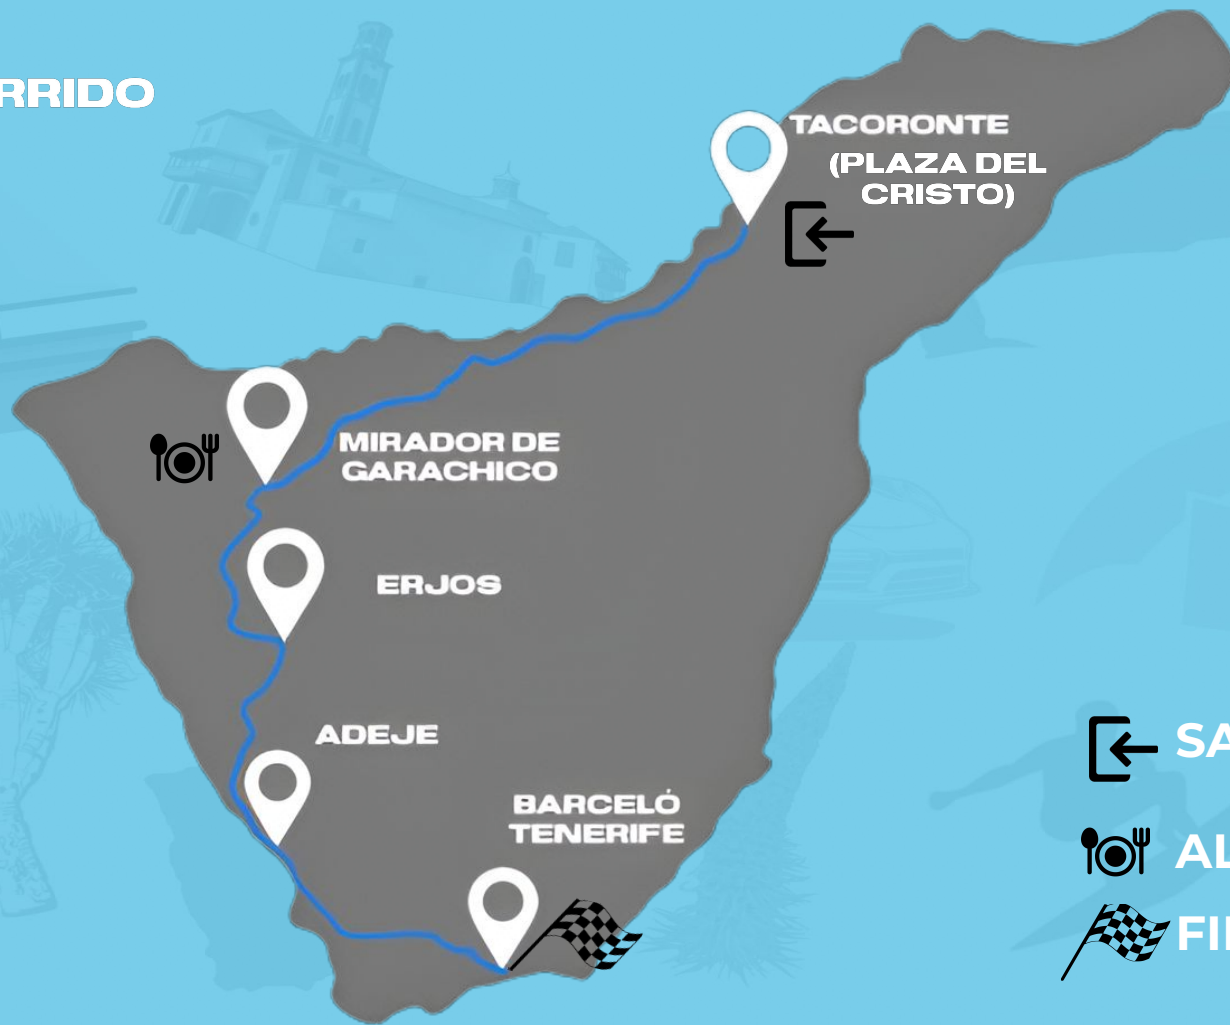 RRIDO
TACORONTE
(PLAZA DEL
CRISTO)
MIRADOR DE
GARACHICO
ERJOS
ADEJE
BARCELÓ
TENERIFE
SA
AL
FI